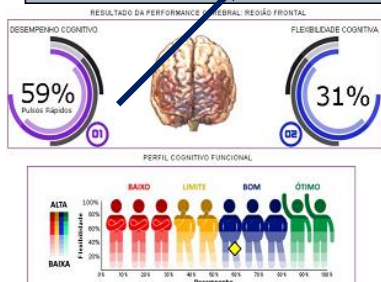 RESULTADO DA PERFORMANCE CEREBRAL: REGIÃO FRONTAL
DESEMPENHO COGNITIVO
FLEXIBILIDADE COGNITIVA
59%
Pulsos Rápidos
01
31%
02
PERFIL COGNITIVO FUNCIONAL
BAIXO LIMITE BOM ÓTIMO
ALTA
BAIXA
Flexibilidade
100%
80%
60%
40%
20%
0% 10% 20% 30% 40% 50% 60% 70% 80% 90% 100%
Desempenho